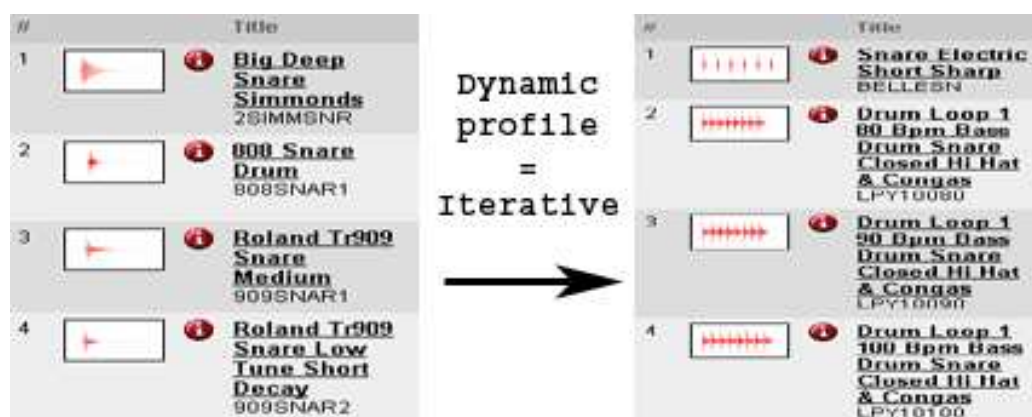 # Title
1 Big Deep
Snare
Simmonds
2SIMMSNR
2 808 Snare
Drum
808SNAR1
3 Roland Tr909
Snare
Medium
909SNAR1
4 Roland Tr909
Snare Low
Tune Short
Decay
909SNAR2
Dynamic
profile
=
Iterative
# Title
1 Snare Electric
Short Sharp
BELLESN
2 Drum Loop 1
80 Bpm Bass
Drum Snare
Closed Hi Hat
& Congas
LPY10080
3 Drum Loop 1
90 Bpm Bass
Drum Snare
Closed Hi Hat
& Congas
LPY10090
4 Drum Loop 1
100 Bpm Bass
Drum Snare
Closed Hi Hat
& Congas
LPY10100